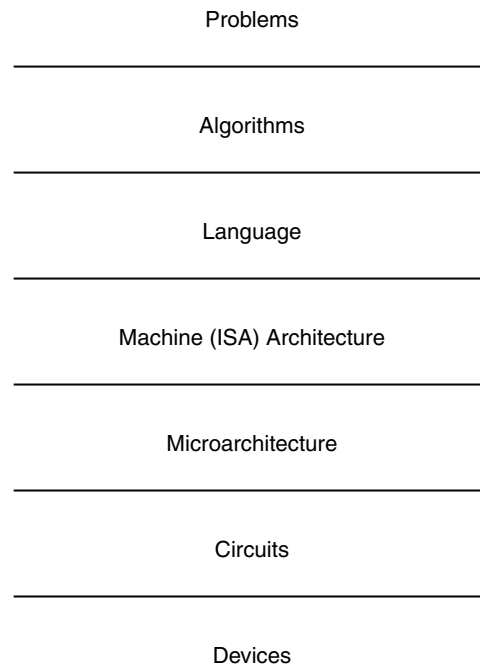 Problems
Algorithms
Language
Machine (ISA) Architecture
Microarchitecture
Circuits
Devices